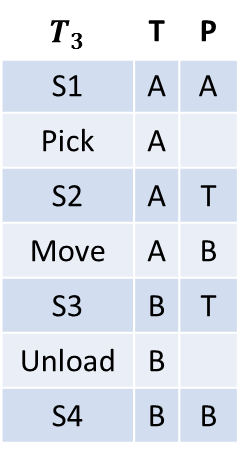 T3 T P
S1 A A
Pick A
S2 A T
Move A B
S3 B T
Unload B
S4 B B